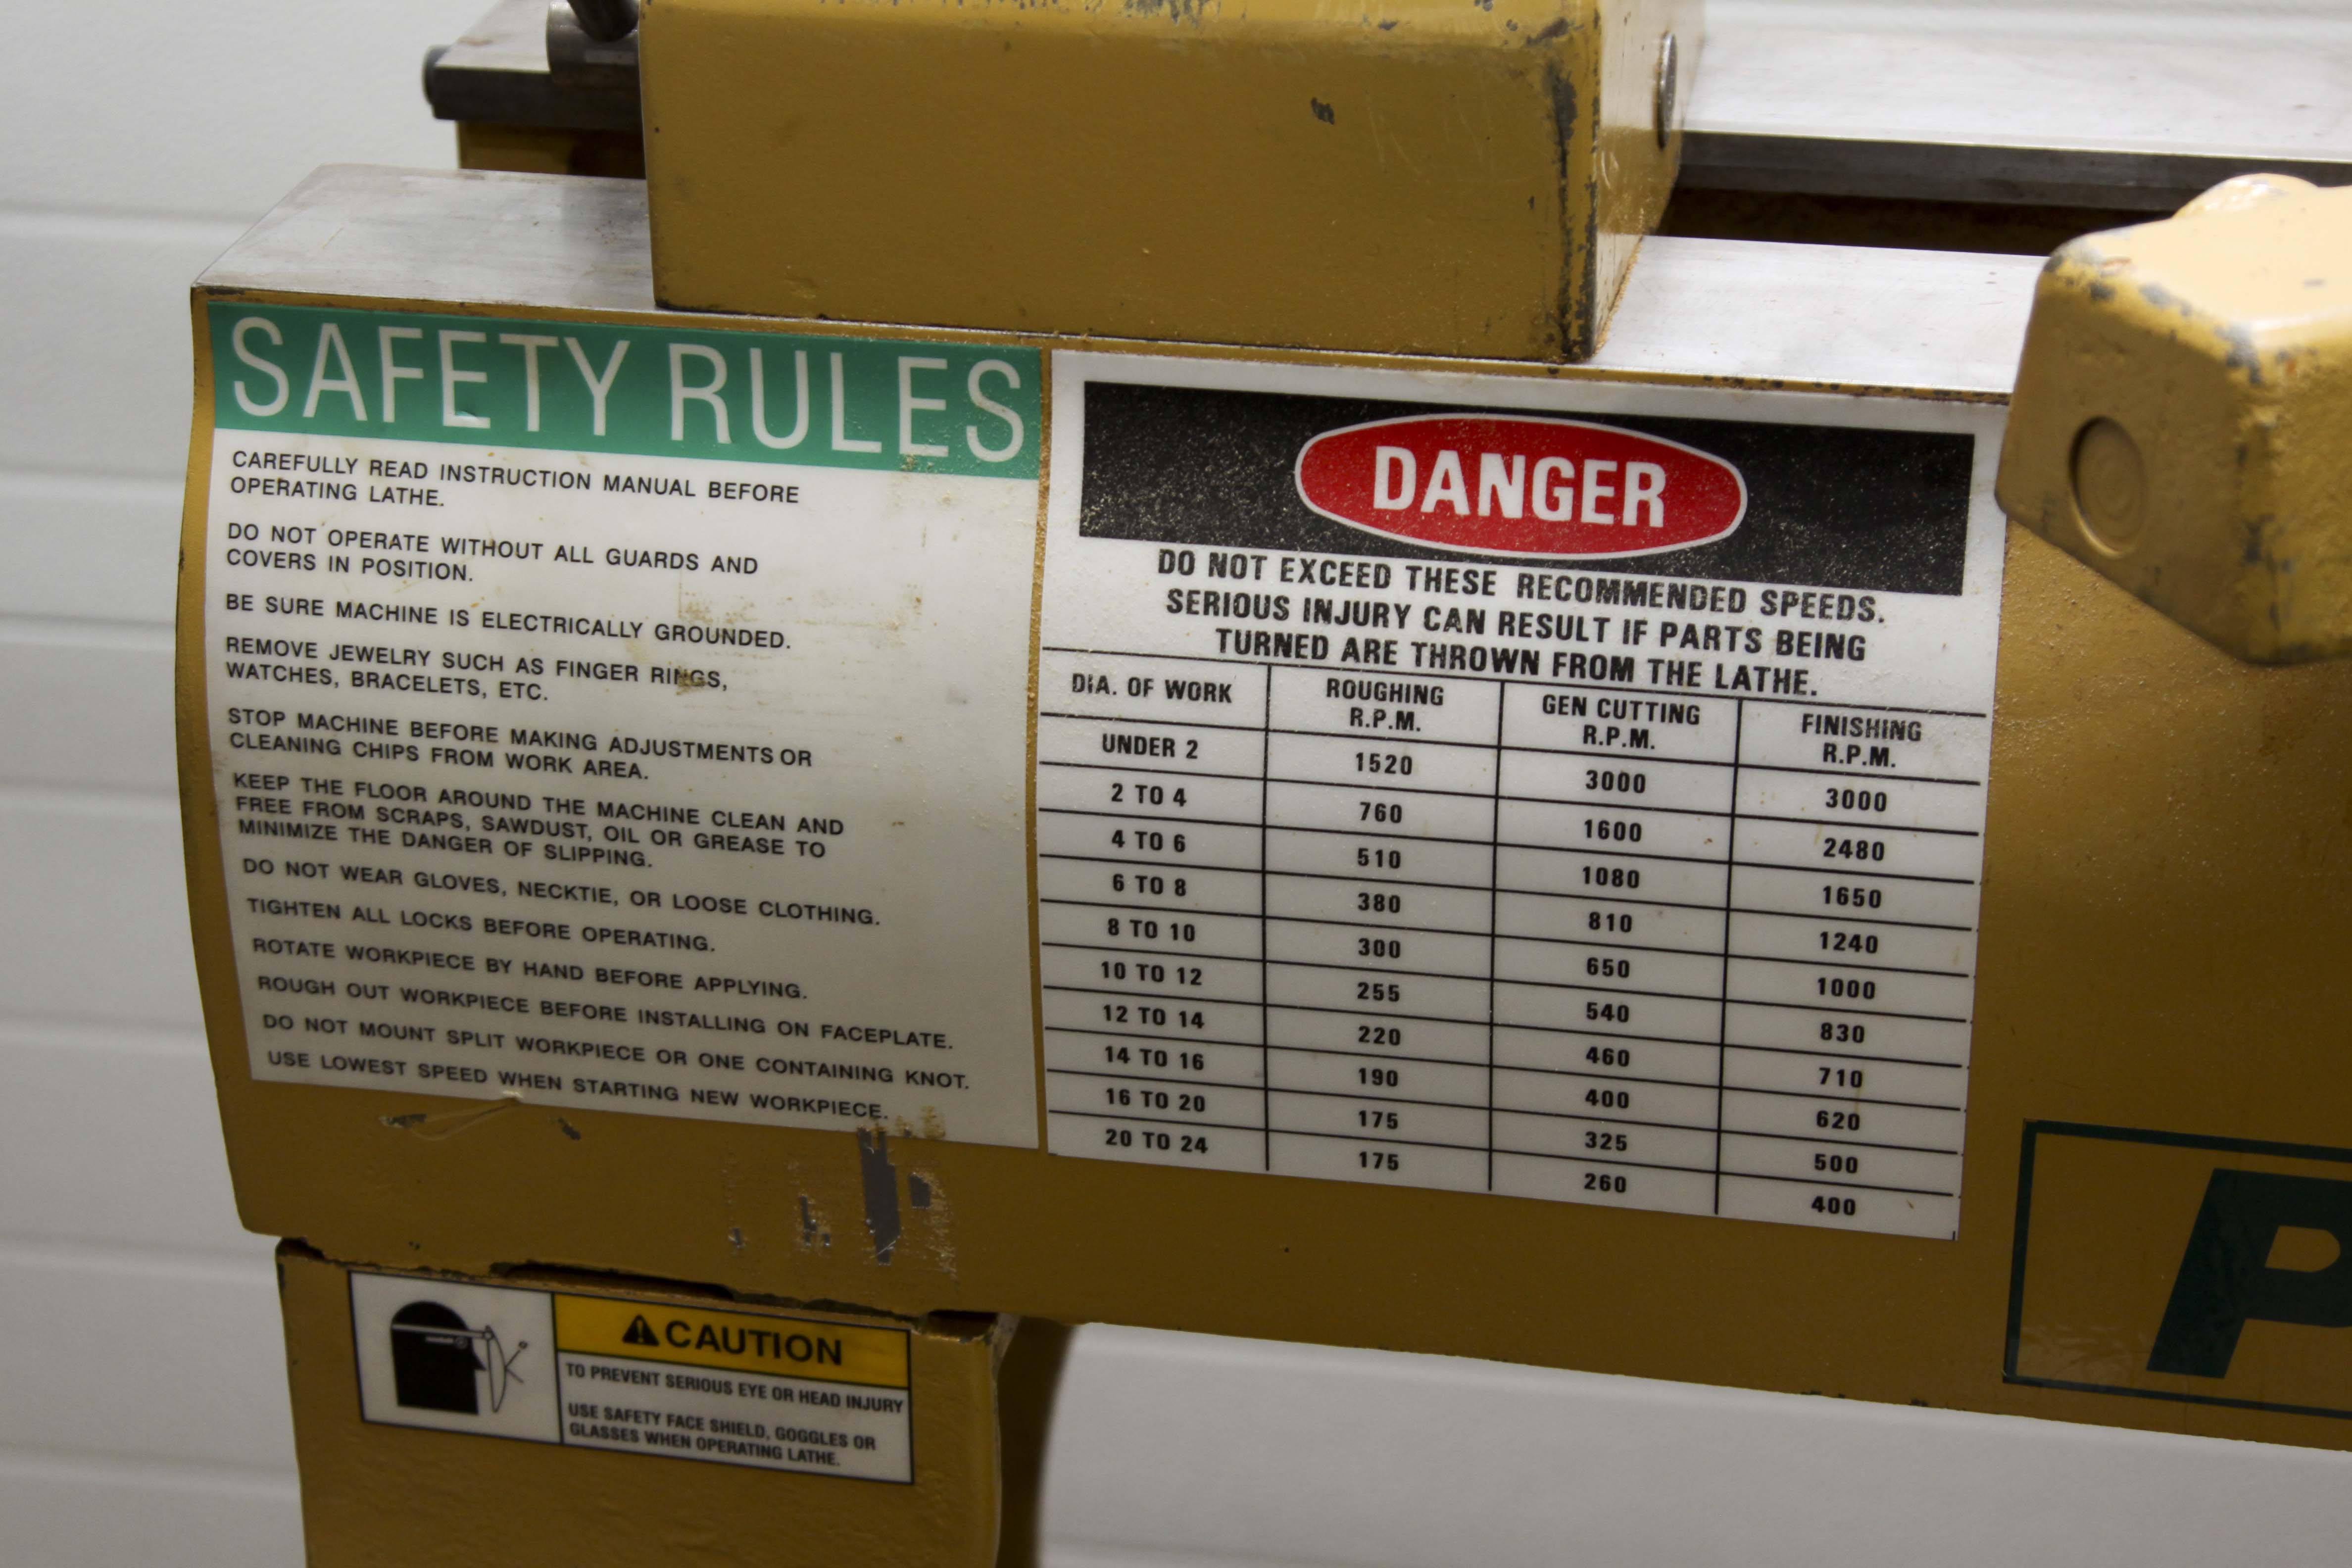 SAFETY RULES
CAREFULLY READ INSTRUCTION MANUAL BEFORE
OPERATING LATHE.
DO NOT OPERATE WITHOUT ALL GUARDS AND
COVERS IN POSITION.
BE SURE MACHINE IS ELECTRICALLY GROUNDED.
REMOVE JEWELRY SUCH AS FINGER RINGS,
WATCHES, BRACELETS, ETC.
STOP MACHINE BEFORE MAKING ADJUSTMENTS OR
CLEANING CHIPS FROM WORK AREA.
KEEP THE FLOOR AROUND THE MACHINE CLEAN AND
FREE FROM SCRAPS, SAWDUST, OIL OR GREASE TO
MINIMIZE THE DANGER OF SLIPPING.
DO NOT WEAR GLOVES, NECKTIE, OR LOOSE CLOTHING.
TIGHTEN ALL LOCKS BEFORE OPERATING.
ROTATE WORKPIECE BY HAND BEFORE APPLYING.
ROUGH OUT WORKPIECE BEFORE INSTALLING ON FACEPLATE.
DO NOT MOUNT SPLIT WORKPIECE OR ONE CONTAINING KNOT.
USE LOWEST SPEED WHEN STARTING NEW WORKPIECE.
DANGER
DO NOT EXCEED THESE RECOMMENDED SPEEDS.
SERIOUS INJURY CAN RESULT IF PARTS BEING
TURNED ARE THROWN FROM THE LATHE.
DIA. OF WORK ROUGHING R.P.M. GEN CUTTING R.P.M. FINISHING R.P.M.
UNDER 2 1520 3000 3000
2 TO 4 760 1600 2480
4 TO 6 510 1080 1650
6 TO 8 380 810 1240
8 TO 10 300 650 1000
10 TO 12 255 540 830
12 TO 14 220 460 710
14 TO 16 190 400 620
16 TO 20 175 325 500
20 TO 24 175 260 400
P
CAUTION
TO PREVENT SERIOUS EYE OR HEAD INJURY
USE SAFETY FACE SHIELD, GOGGLES OR
GLASSES WHEN OPERATING LATHE.